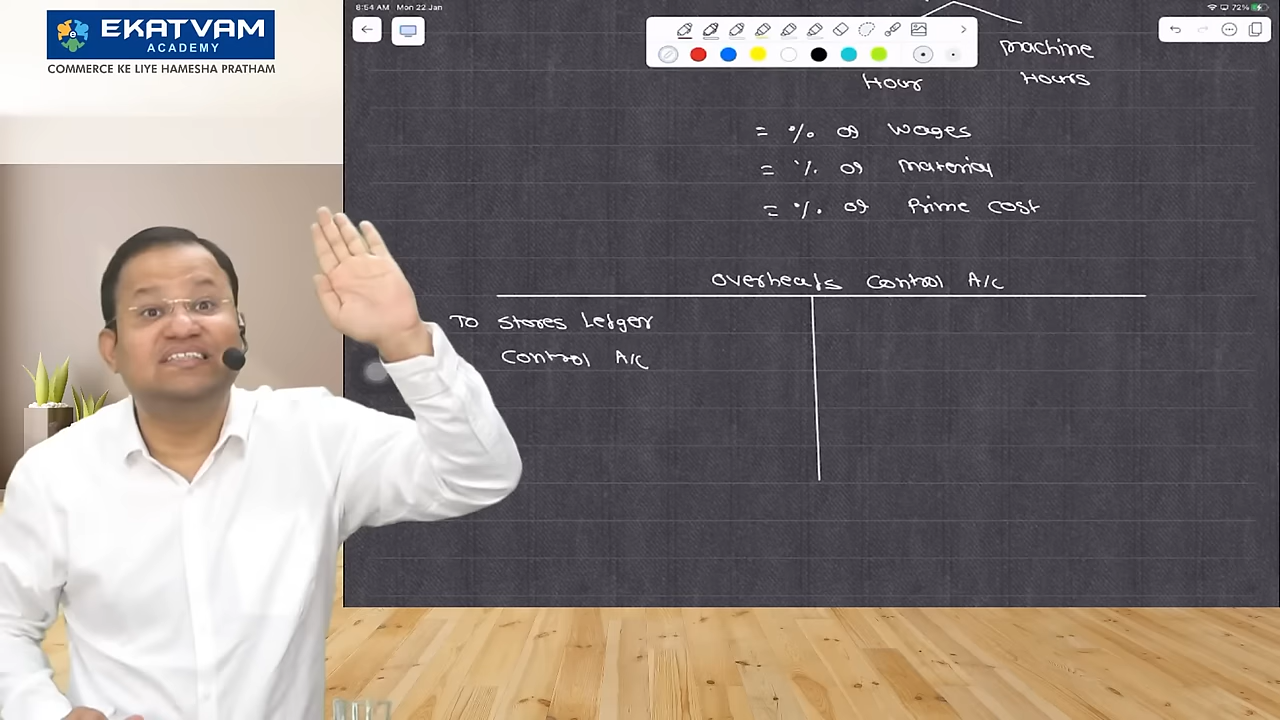 EKATVAM
ACADEMY
COMMERCE KE LIYE HAMESHA PRATHAM
8:54 AM Mon 22 Jan
72%
machine
Hour
Hours
= % of wages
= % of material
= % of Prime cost
overheads control A/c
To stores Ledger
control A/c